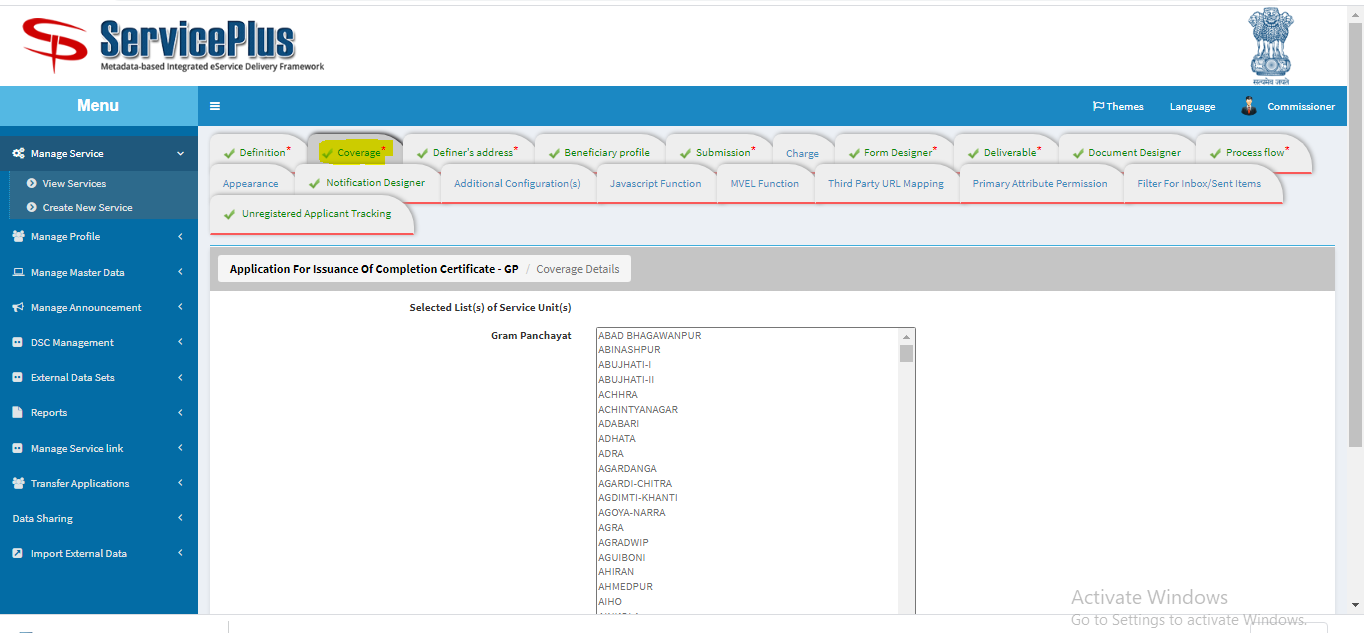 ServicePlus
Metadata-based Integrated eService Delivery Framework
सत्यमेव जयते
Menu
Themes
Language
Commissioner
Manage Service
View Services
Create New Service
Manage Profile
Manage Master Data
Manage Announcement
DSC Management
External Data Sets
Reports
Manage Service link
Transfer Applications
Data Sharing
Import External Data
Definition* Coverage* Definer's address* Beneficiary profile Submission* Charge Form Designer* Deliverable* Document Designer Process flow*
Appearance Notification Designer Additional Configuration(s) Javascript Function MVEL Function Third Party URL Mapping Primary Attribute Permission Filter For Inbox/Sent Items
Unregistered Applicant Tracking
Application For Issuance Of Completion Certificate - GP / Coverage Details
Selected List(s) of Service Unit(s)
Gram Panchayat
ABAD BHAGAWANPUR
ABINASHPUR
ABUJHATI-I
ABUJHATI-II
ACHHRA
ACHINTYANAGAR
ADABARI
ADHATA
ADRA
AGARDANGA
AGARDI-CHITRA
AGDIMTI-KHANTI
AGOYA-NARRA
AGRA
AGRADWIP
AGUIBONI
AHIRAN
AHMEDPUR
AIHO
Activate Windows
Go to Settings to activate Windows.